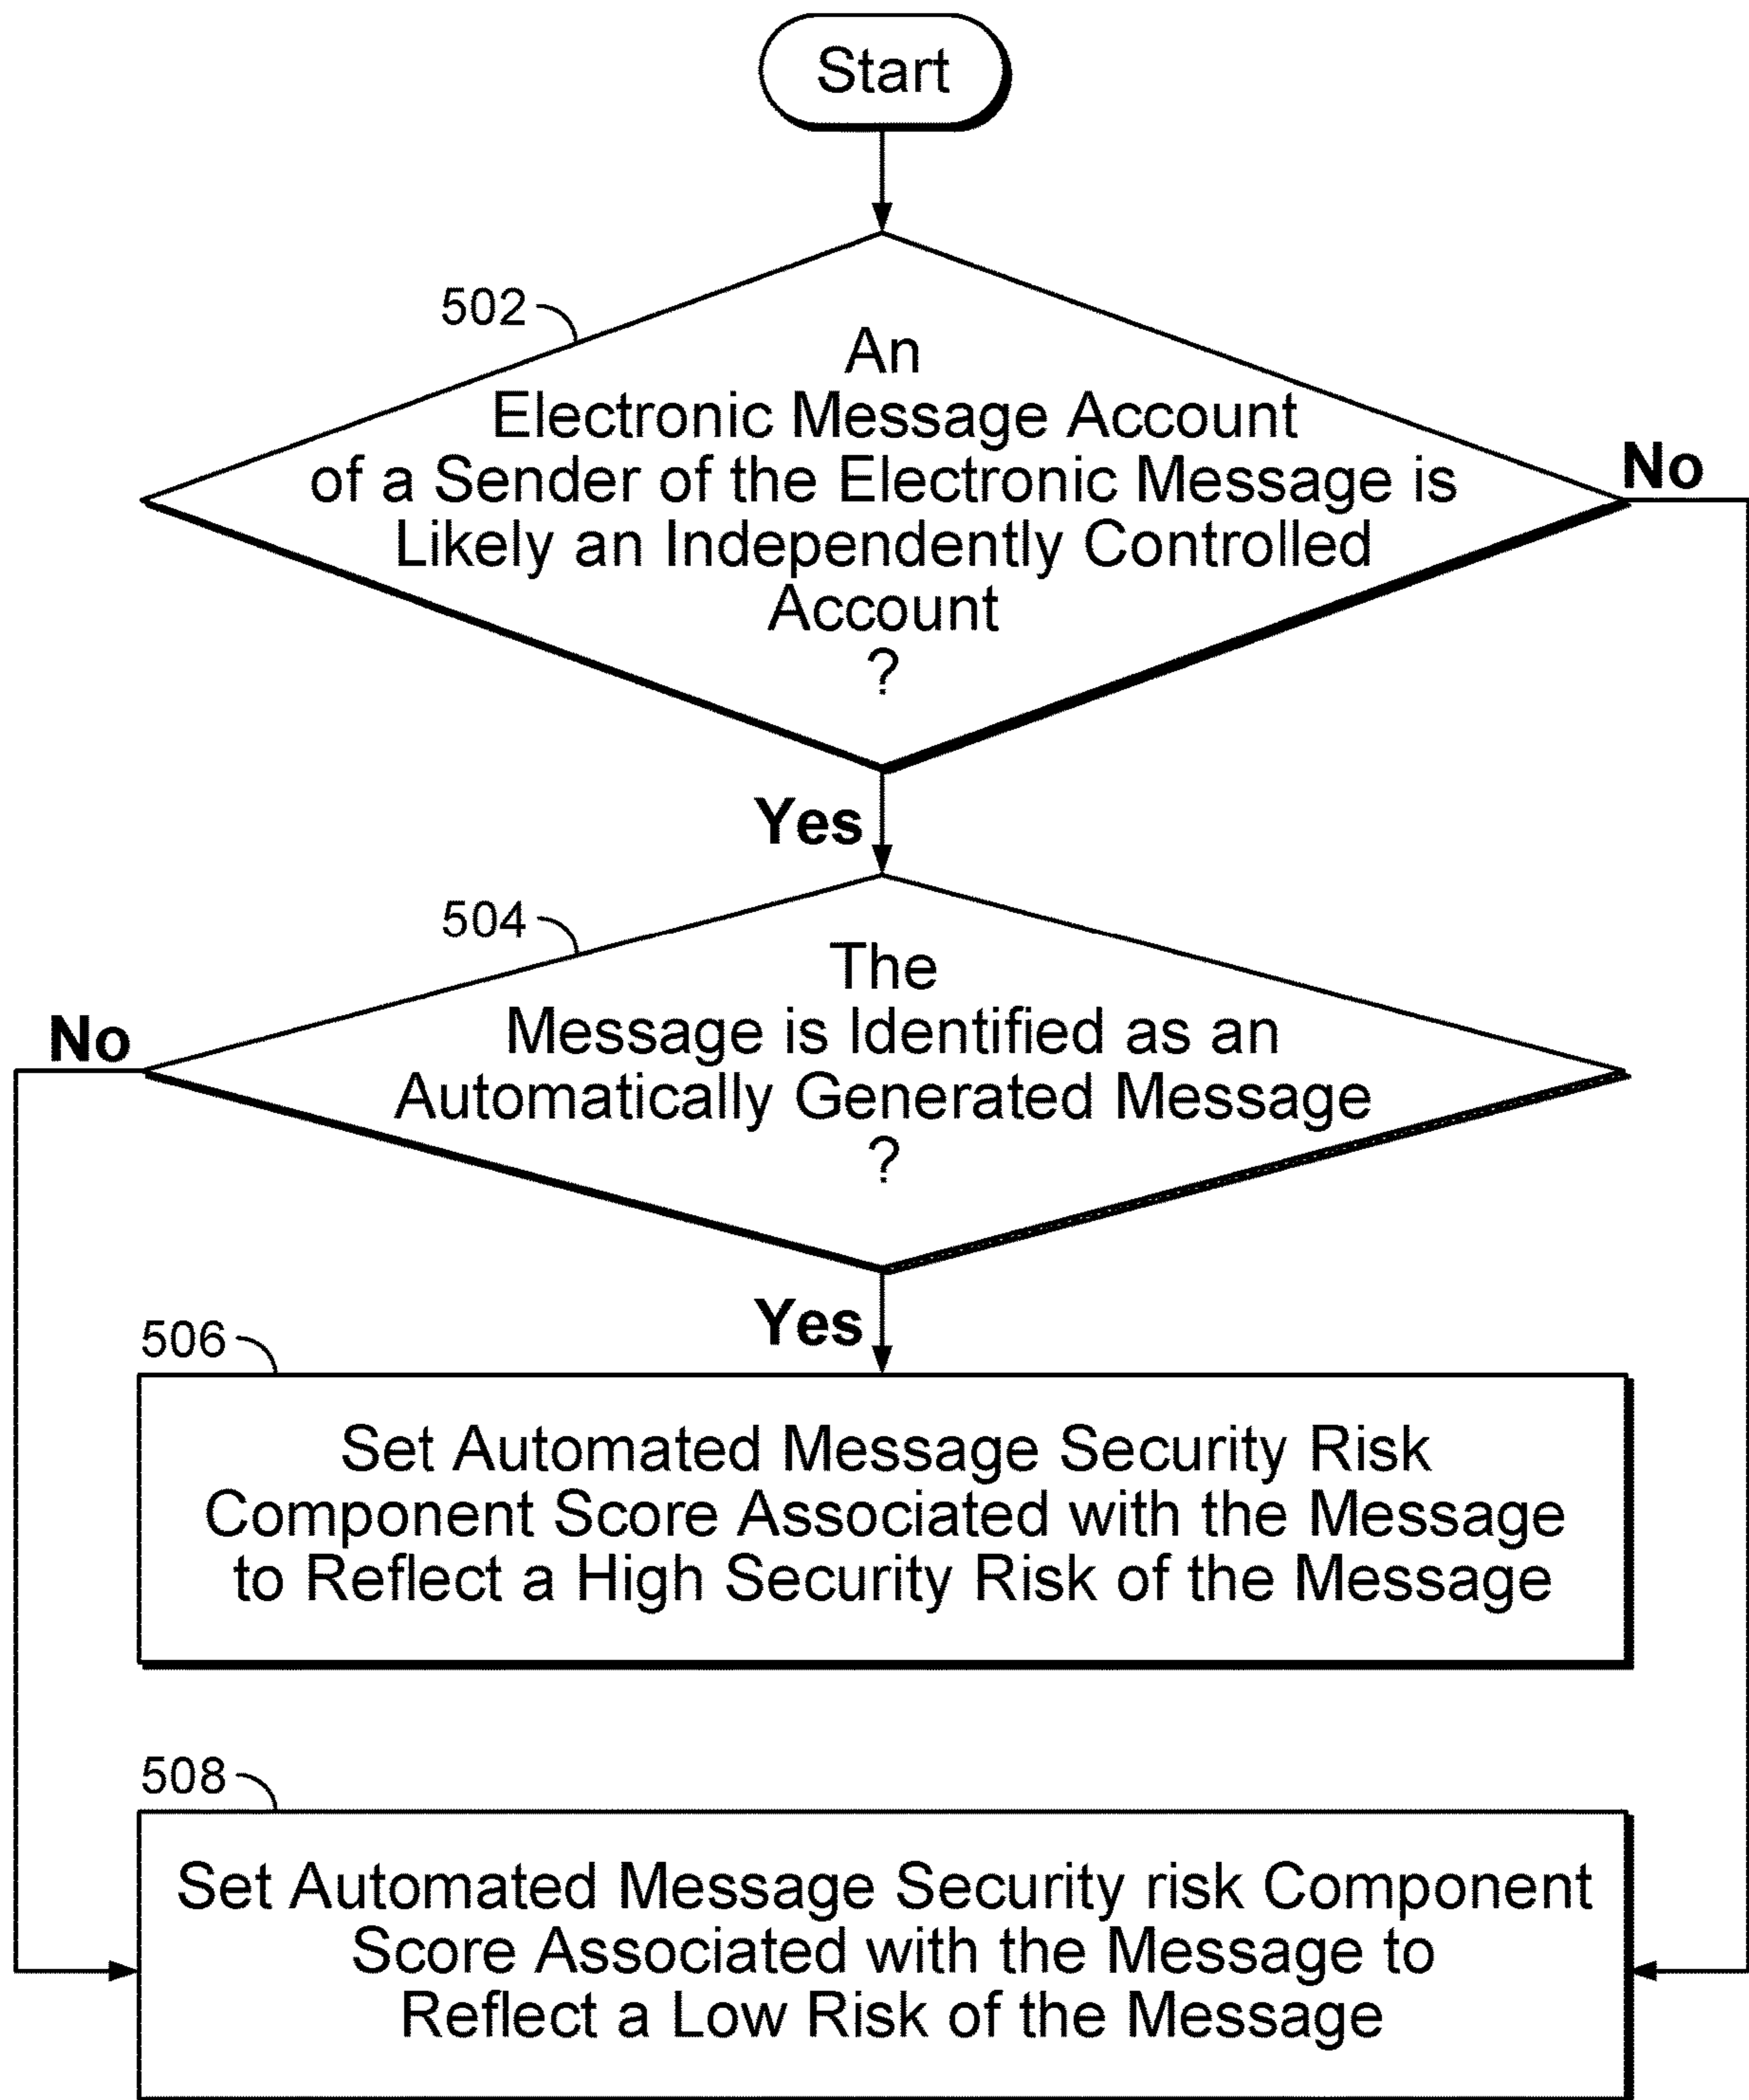 Start
502
An
Electronic Message Account
of a Sender of the Electronic Message is
Likely an Independently Controlled
Account
?
No
Yes
504
The
Message is Identified as an
Automatically Generated Message
?
No
Yes
506
Set Automated Message Security Risk
Component Score Associated with the Message
to Reflect a High Security Risk of the Message
508
Set Automated Message Security risk Component
Score Associated with the Message to
Reflect a Low Risk of the Message